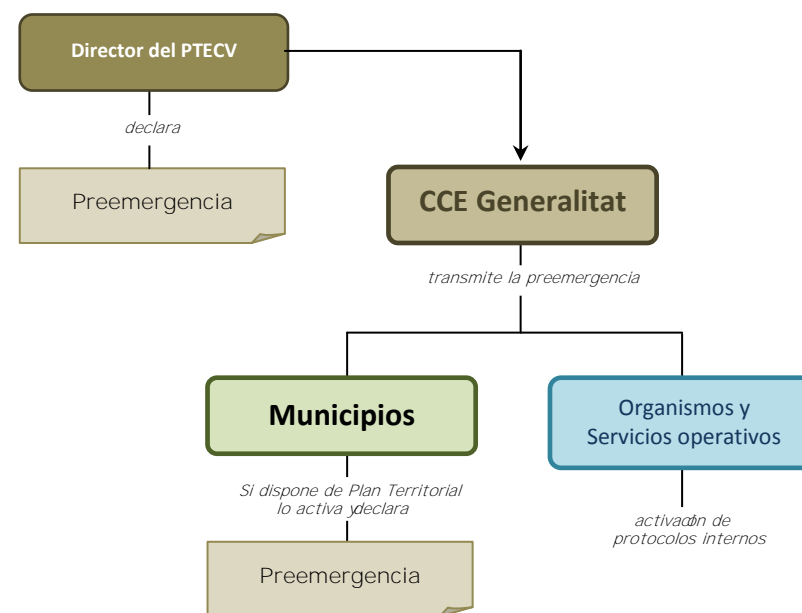 Director del PTECV
declara
Preemergencia
CCE Generalitat
transmite la preemergencia
Municipios
Organismos y
Servicios operativos
Si dispone de Plan Territorial
lo activa y declara
activación de
protocolos internos
Preemergencia